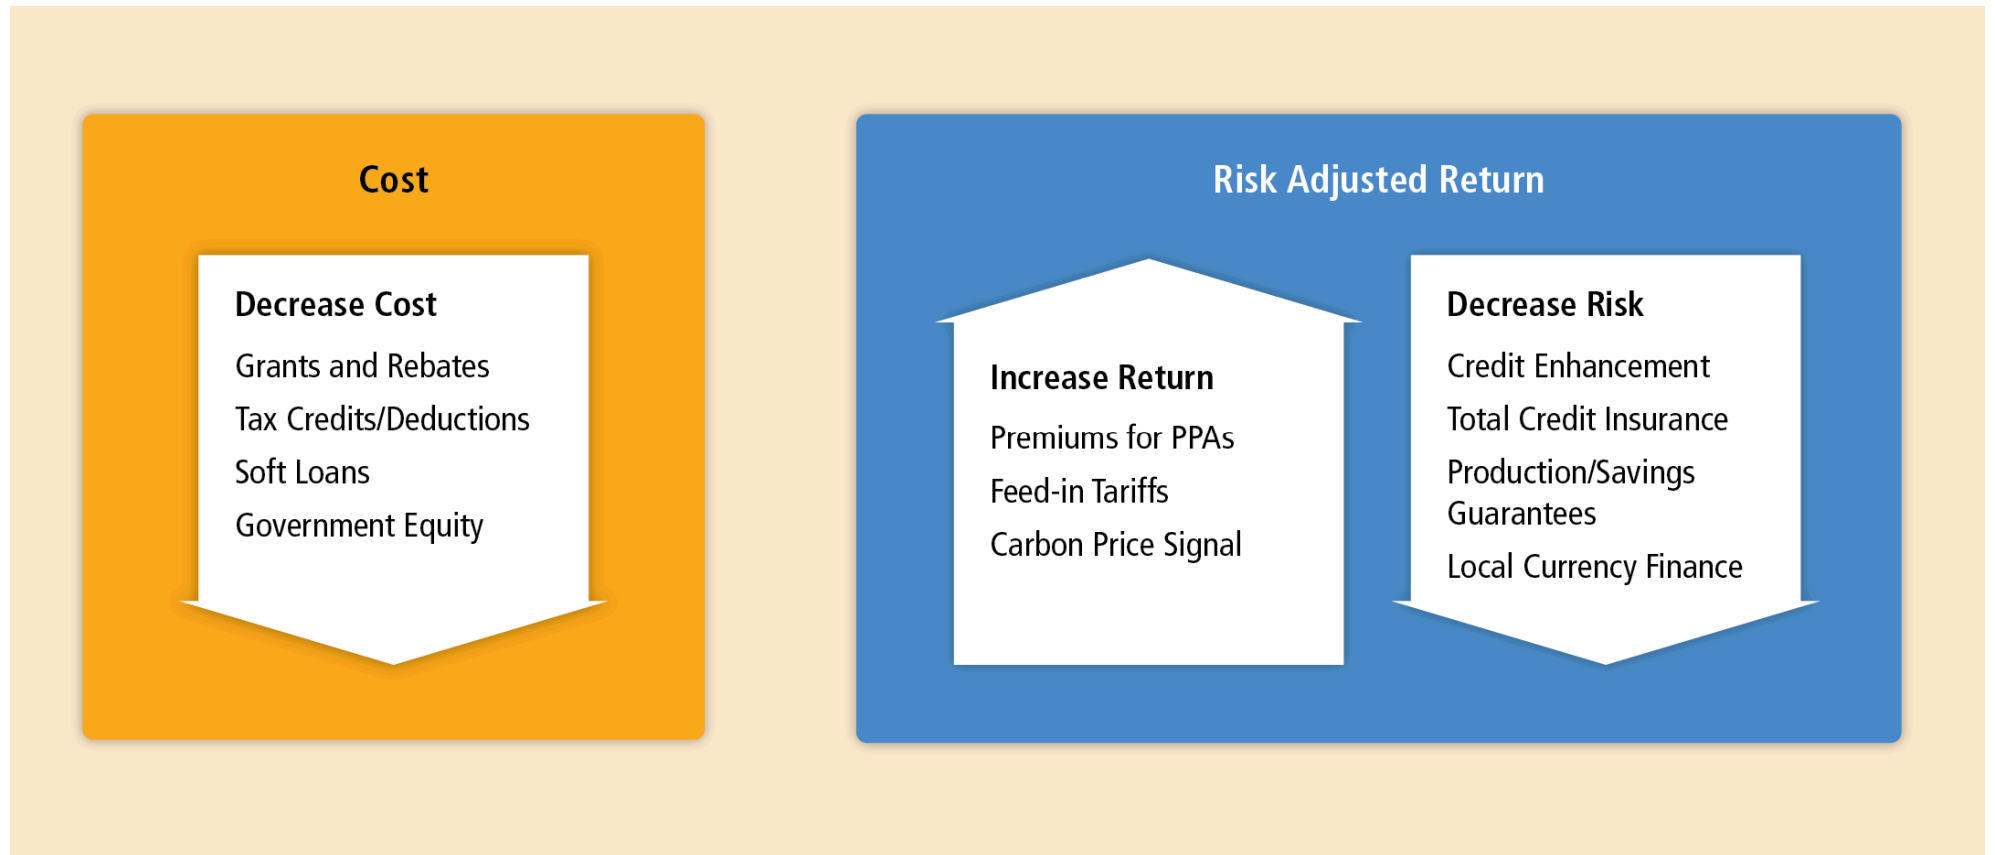 Cost
Decrease Cost
Grants and Rebates
Tax Credits/Deductions
Soft Loans
Government Equity
Risk Adjusted Return
Increase Return
Premiums for PPAs
Feed-in Tariffs
Carbon Price Signal
Decrease Risk
Credit Enhancement
Total Credit Insurance
Production/Savings
Guarantees
Local Currency Finance